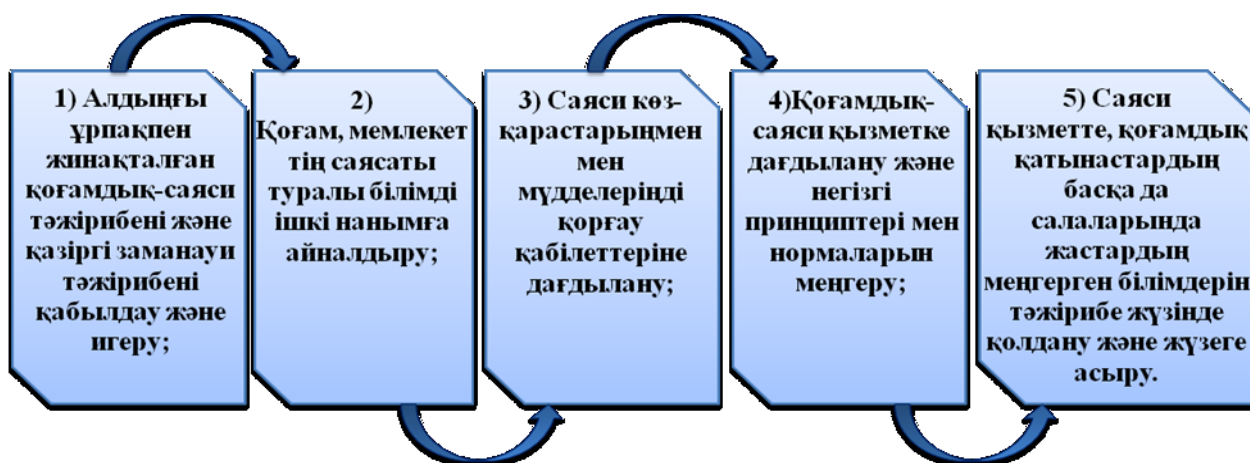 1) Алдыңғы
ұрпақпен
жинақталған
қоғамдық-саяси
тәжірибені және
қазіргі заманауи
тәжірибені
қабылдау және
игеру;
2)
Қоғам, мемлекет
тің саясаты
туралы білімді
ішкі нанымға
айналдыру;
3) Саяси көз-
қарастарыңмен
мен
мүдделеріңді
қорғау
қабілеттеріне
дағдылану;
4)Қоғамдық-
саяси қызметке
дағдылану және
негізгі
принциптері мен
нормаларын
меңгеру;
5) Саяси
қызметте, қоғамдық
қатынастардың
басқа да
салаларында
жастардың
меңгерген білімдерін
тәжірибе жүзінде
қолдану және жүзеге
асыру.